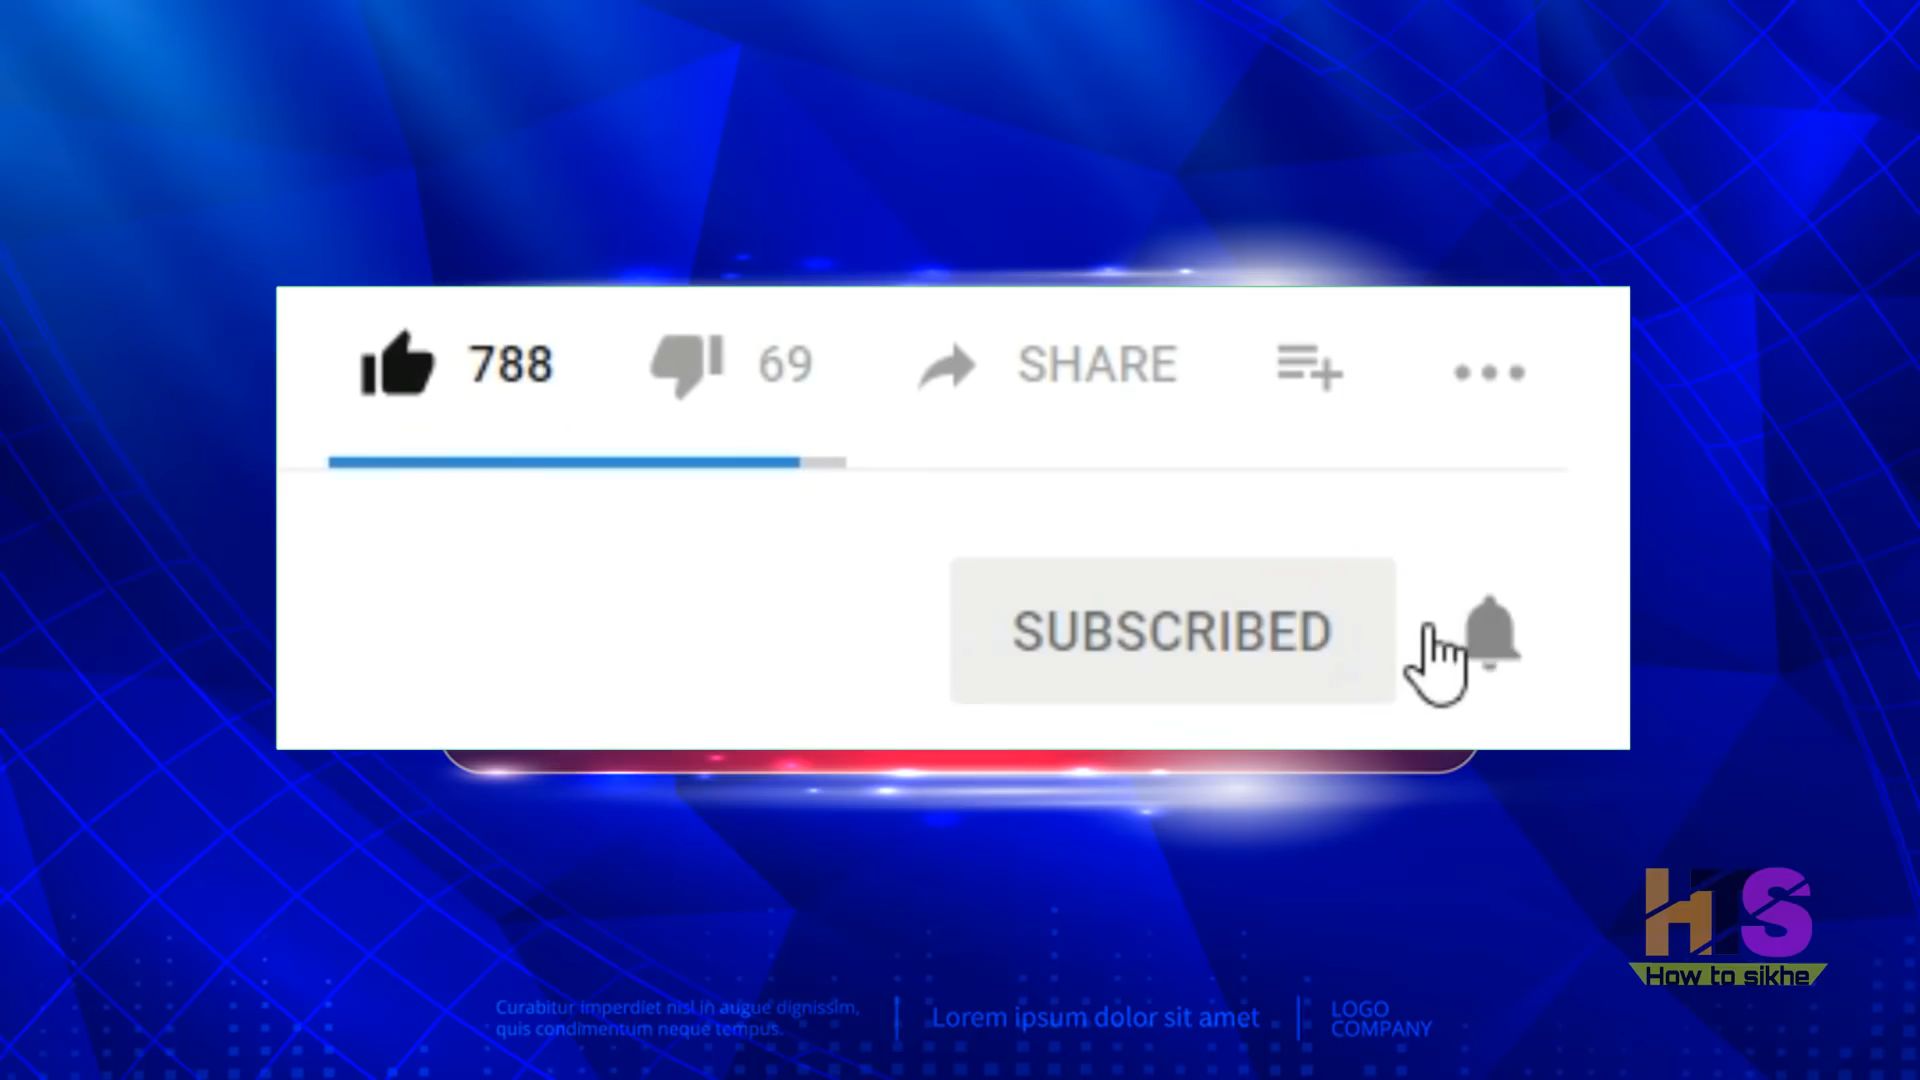 788 69 SHARE
SUBSCRIBED
HTS
How to sikhe
Curabitur imperdiet nisl in augue dignissim,
quis condimentum neque tempus.
Lorem ipsum dolor sit amet
LOGO
COMPANY